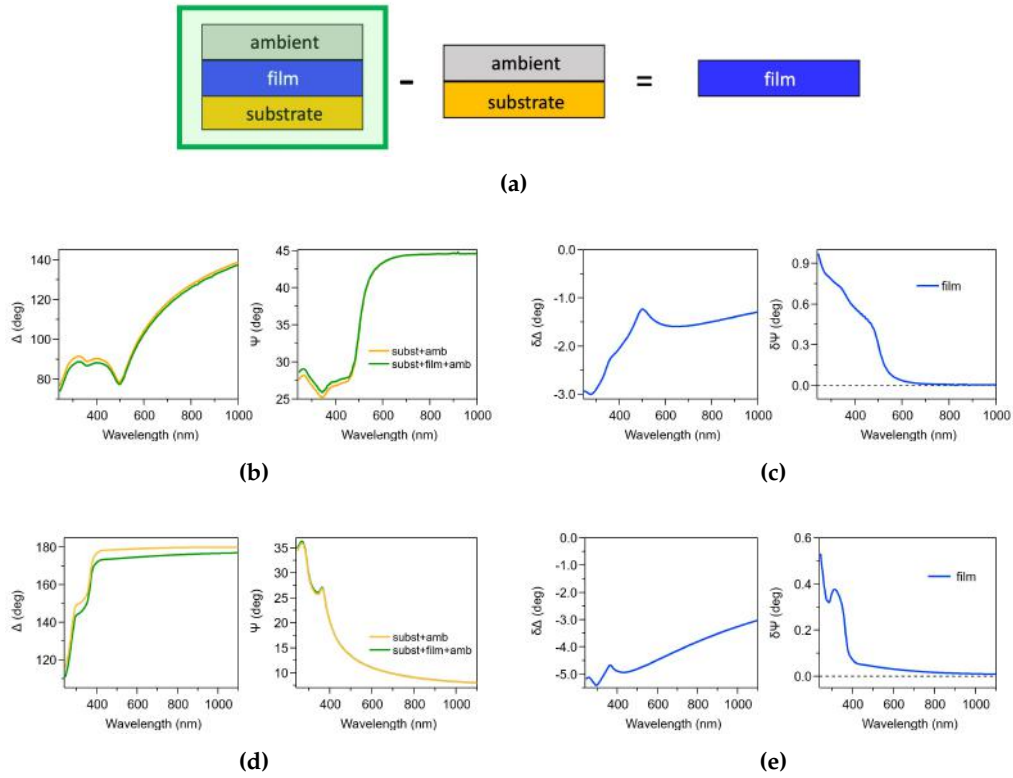 ambient
film
substrate
-
ambient
substrate
=
film
(a)
Δ (deg)
140
120
100
80
400 600 800 1000
Wavelength (nm)
Ψ (deg)
45
40
35
30
25
subst+amb
subst+film+amb
400 600 800 1000
Wavelength (nm)
(b)
δΔ (deg)
0.0
-1.0
-2.0
-3.0
400 600 800 1000
Wavelength (nm)
δΨ (deg)
0.9
0.6
0.3
0.0
film
400 600 800 1000
Wavelength (nm)
(c)
Δ (deg)
180
160
140
120
400 600 800 1000
Wavelength (nm)
Ψ (deg)
35
30
25
20
15
10
subst+amb
subst+film+amb
400 600 800 1000
Wavelength (nm)
(d)
δΔ (deg)
0.0
-1.0
-2.0
-3.0
-4.0
-5.0
400 600 800 1000
Wavelength (nm)
δΨ (deg)
0.6
0.4
0.2
0.0
film
400 600 800 1000
Wavelength (nm)
(e)